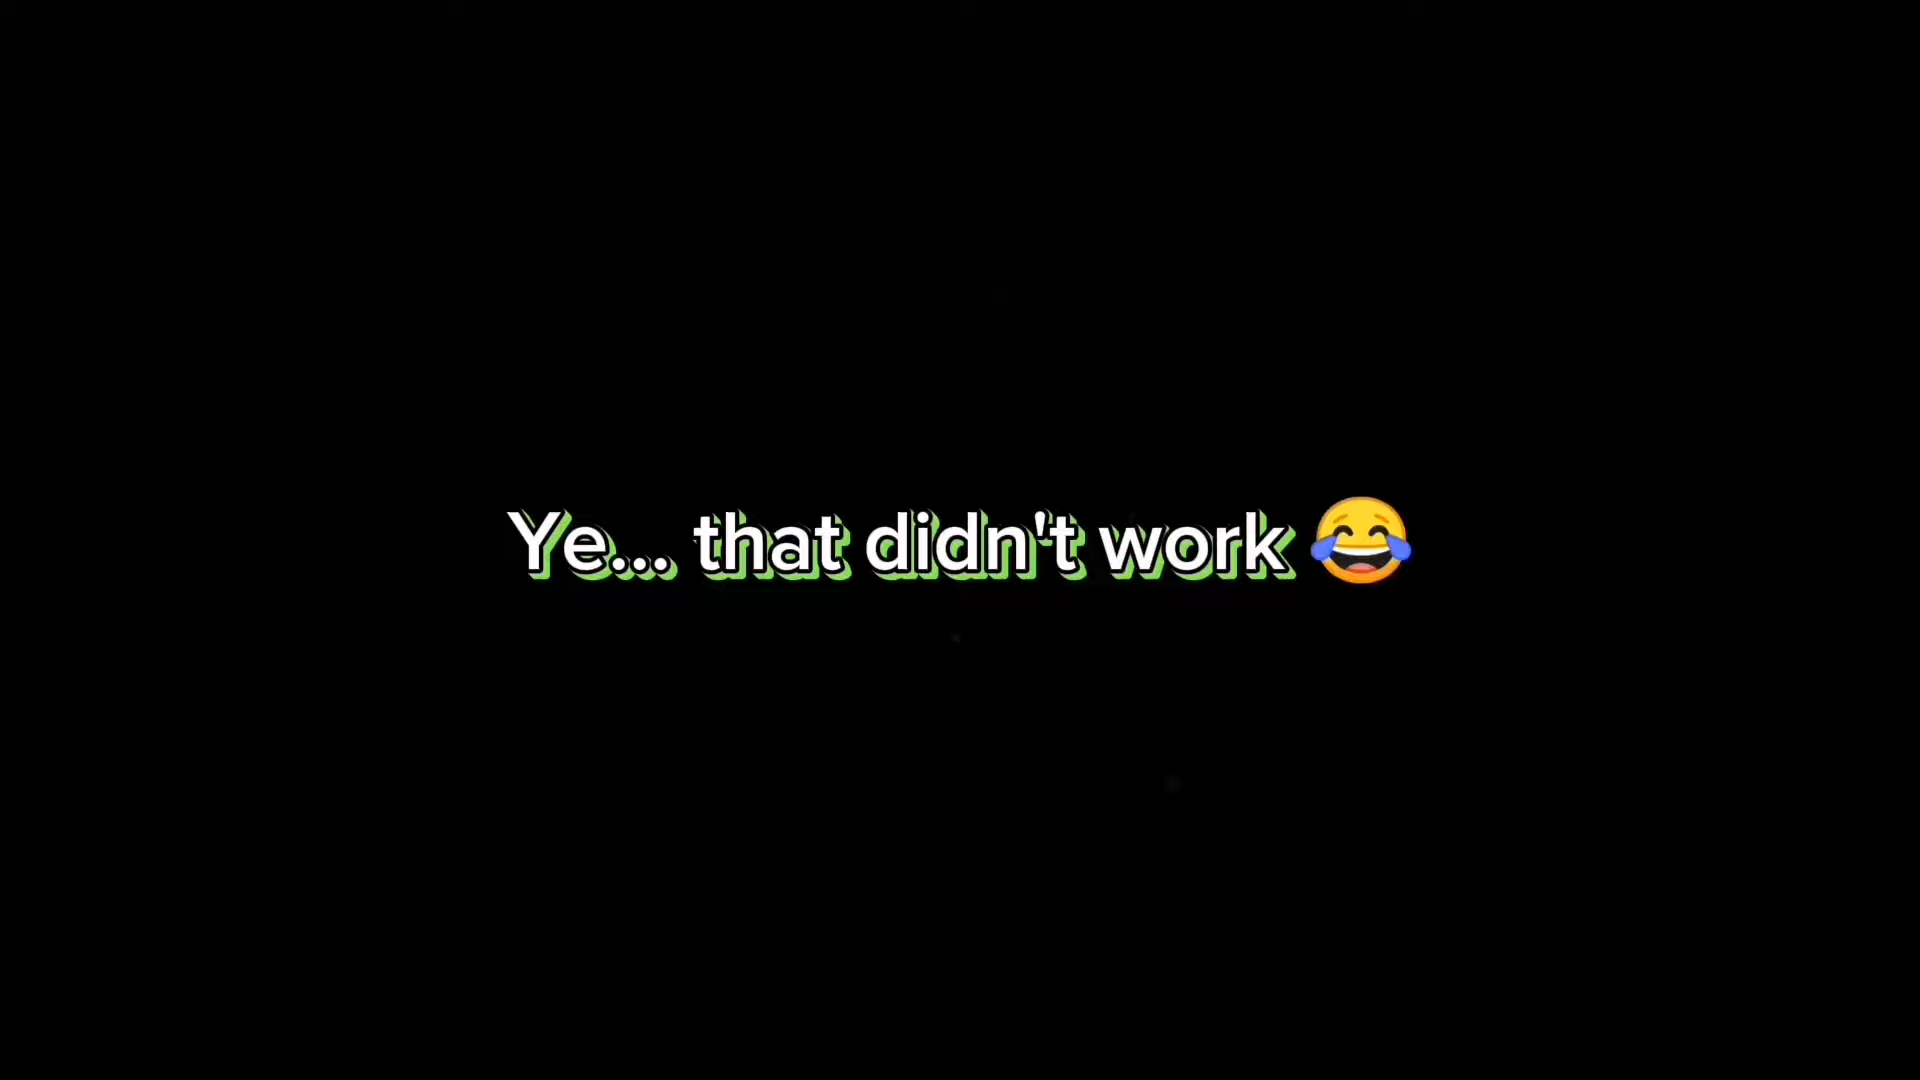 Ye... that didn't work 😂